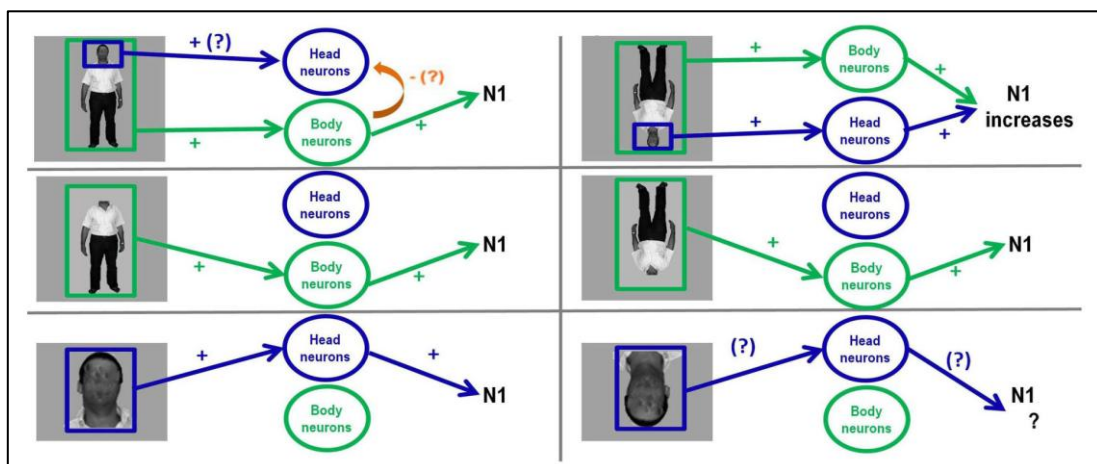 + (?)
Head
neurons
- (?)
N1
+
Body
neurons
+
+
Body
neurons
+
N1
increases
+
Head
neurons
+
Head
neurons
+
Body
neurons
+
N1
Head
neurons
+
Body
neurons
+
N1
+
Head
neurons
+
N1
Body
neurons
(?)
Head
neurons
(?)
N1
?
Body
neurons